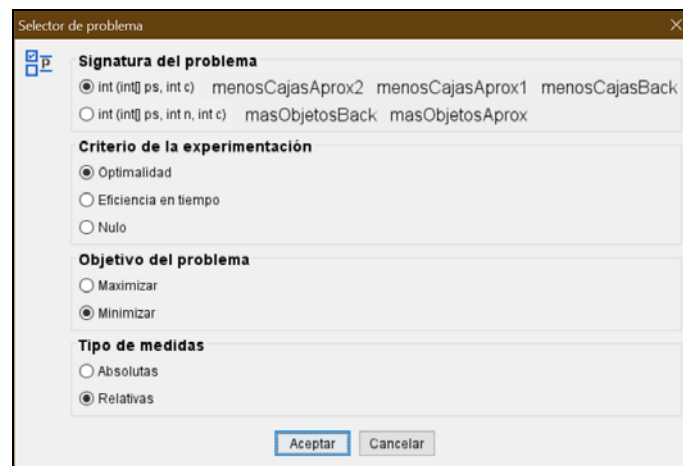 Selector de problema
Signatura del problema
int (int[] ps, int c) menosCajasAprox2 menosCajasAprox1 menosCajasBack
int (int[] ps, int n, int c) masObjetosBack masObjetosAprox
Criterio de la experimentación
Optimalidad
Eficiencia en tiempo
Nulo
Objetivo del problema
Maximizar
Minimizar
Tipo de medidas
Absolutas
Relativas
Aceptar Cancelar